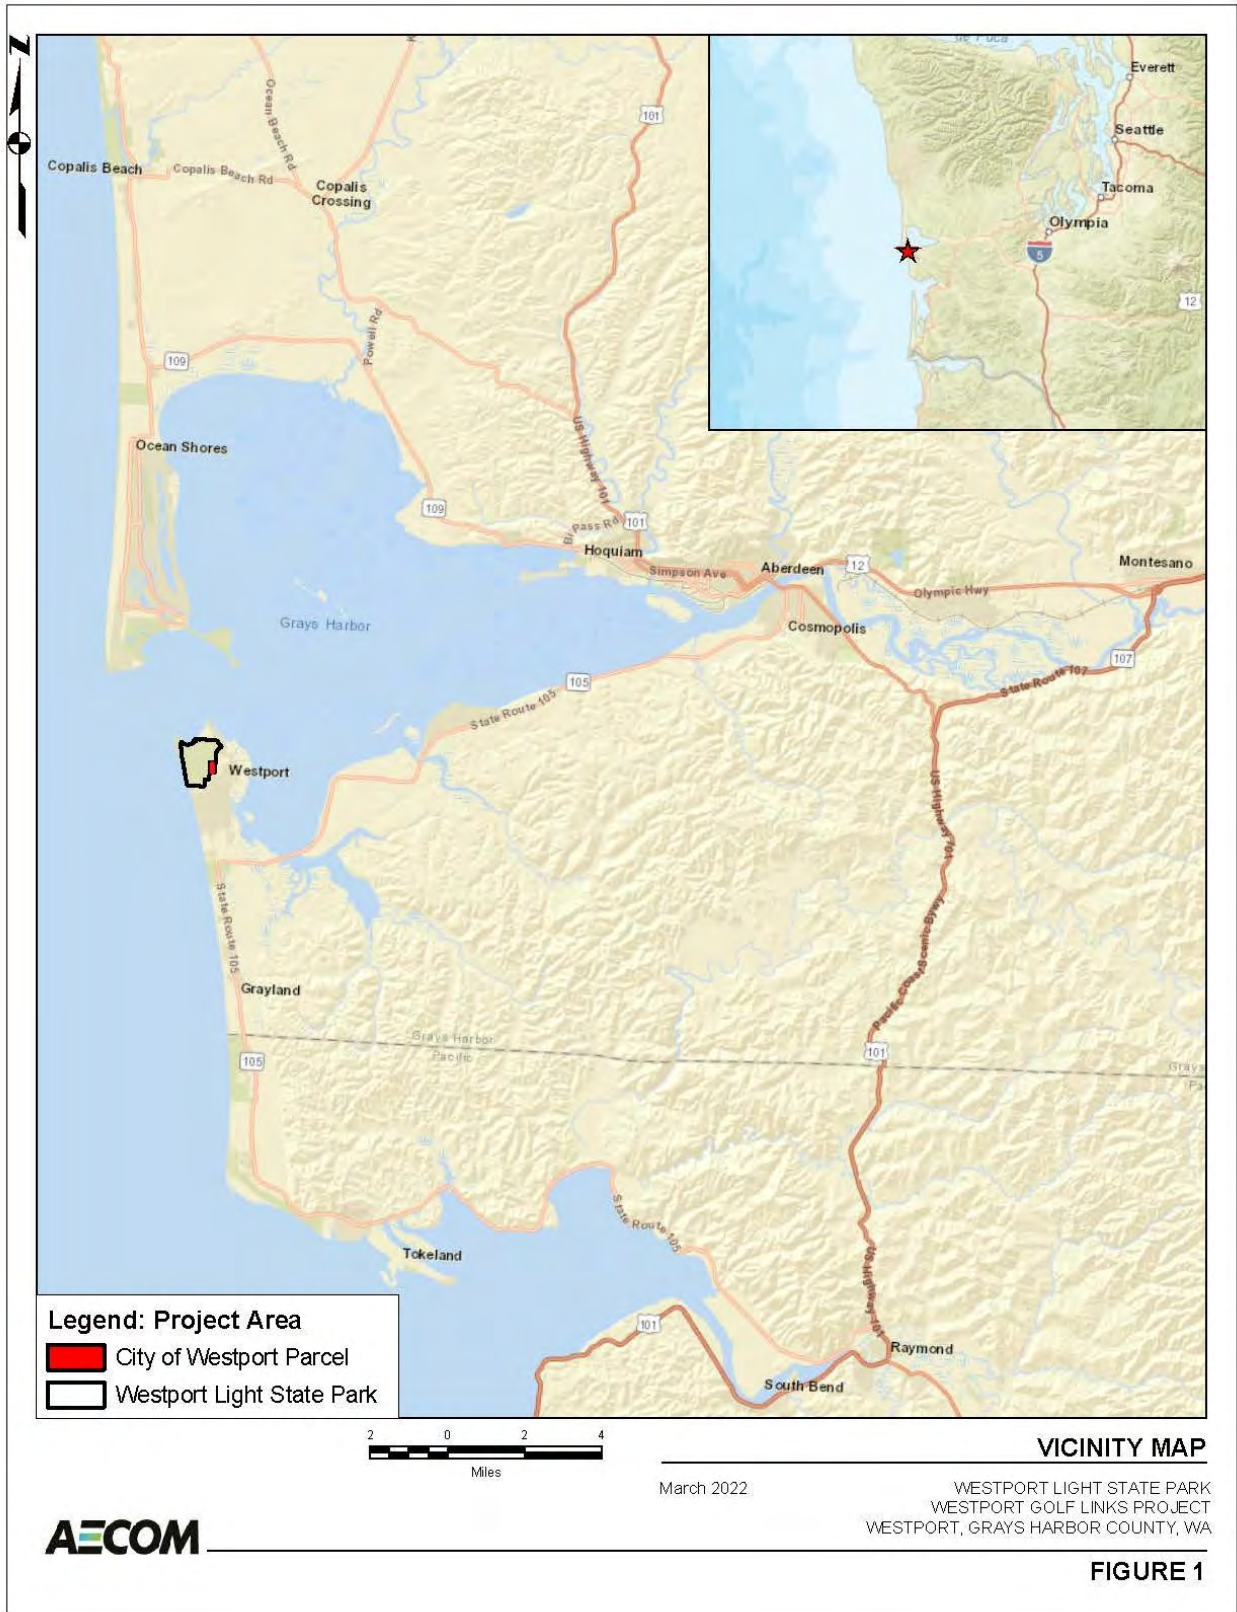 Z
de Fuca
Everett
Seattle
Tacoma
Olympia
5
12
101
Ocean Beach Rd
Copalis Beach
Copalis Beach Rd
Copalis
Crossing
Powell Rd
109
Ocean Shores
US Highway 101
109
Pass Rd
101
Hoquiam
Simpson Ave
Aberdeen
12
Montesano
Olympic Hwy
Grays Harbor
Cosmopolis
107
State Route 107
105
State Route 105
Westport
US Highway 101
State Route 105
Pacific Coast Scenic Bywy
Grayland
Grays Harbor
Pacific
101
Grays
Pa
105
State Route 105
Tokeland
US Highway 101
101
Raymond
South Bend
Legend: Project Area
City of Westport Parcel
Westport Light State Park
2 0 2 4
Miles
VICINITY MAP
March 2022
WESTPORT LIGHT STATE PARK
WESTPORT GOLF LINKS PROJECT
WESTPORT, GRAYS HARBOR COUNTY, WA
AECOM
FIGURE 1